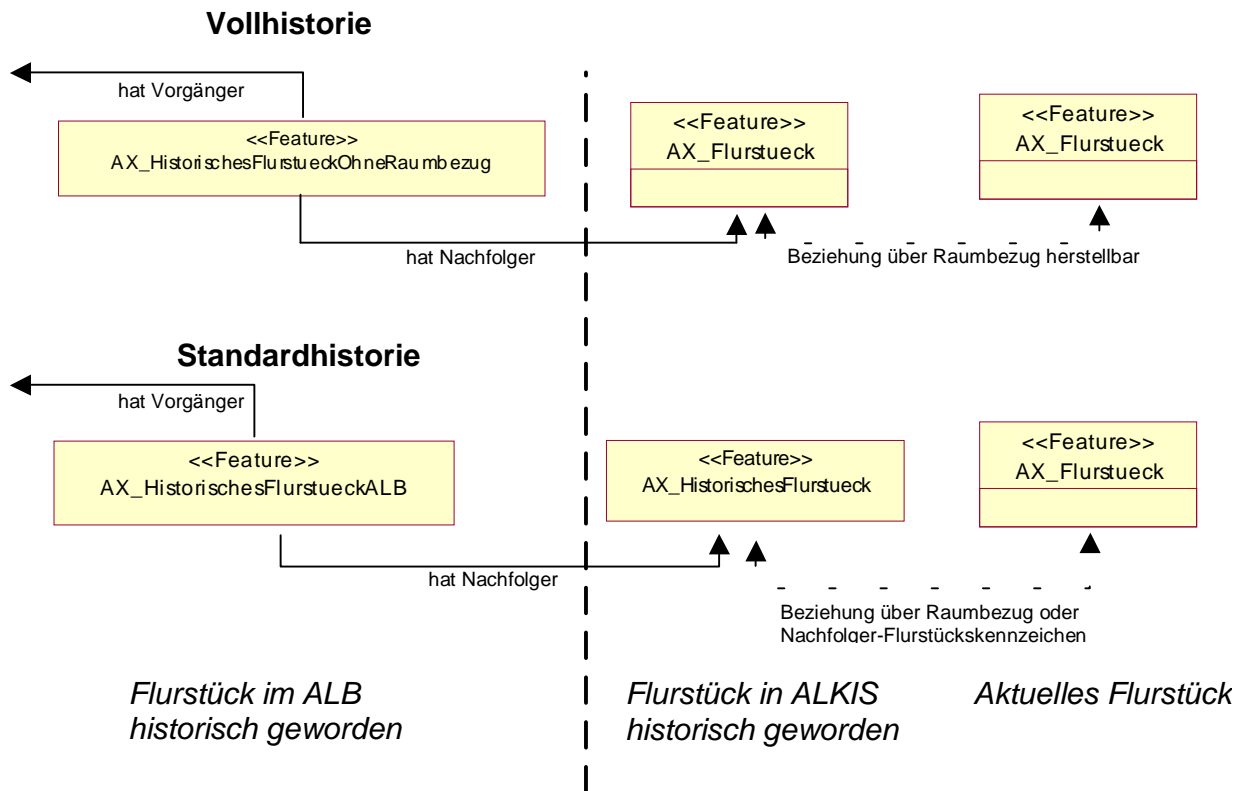 Vollhistorie
hat Vorgänger
<<Feature>>
AX_HistorischesFlurstueckOhneRaumbezug
<<Feature>>
AX_Flurstueck
<<Feature>>
AX_Flurstueck
hat Nachfolger
Beziehung über Raumbezug herstellbar
Standardhistorie
hat Vorgänger
<<Feature>>
AX_HistorischesFlurstueckALB
<<Feature>>
AX_HistorischesFlurstueck
<<Feature>>
AX_Flurstueck
hat Nachfolger
Beziehung über Raumbezug oder
Nachfolger-Flurstückskennzeichen
Flurstück im ALB
historisch geworden
Flurstück in ALKIS
historisch geworden
Aktuelles Flurstück